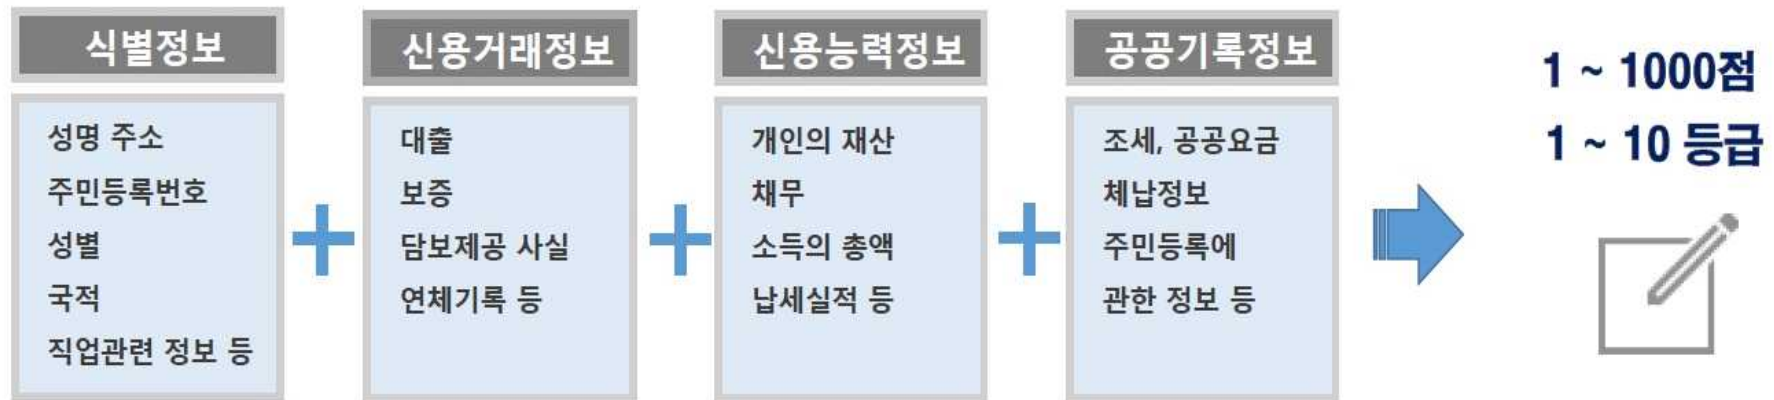 식별정보
성명 주소
주민등록번호
성별
국적
직업관련 정보 등
신용거래정보
대출
보증
담보제공 사실
연체기록 등
신용능력정보
개인의 재산
채무
소득의 총액
납세실적 등
공공기록정보
조세, 공공요금
체납정보
주민등록에
관한 정보 등
1 ~ 1000점
1 ~ 10 등급